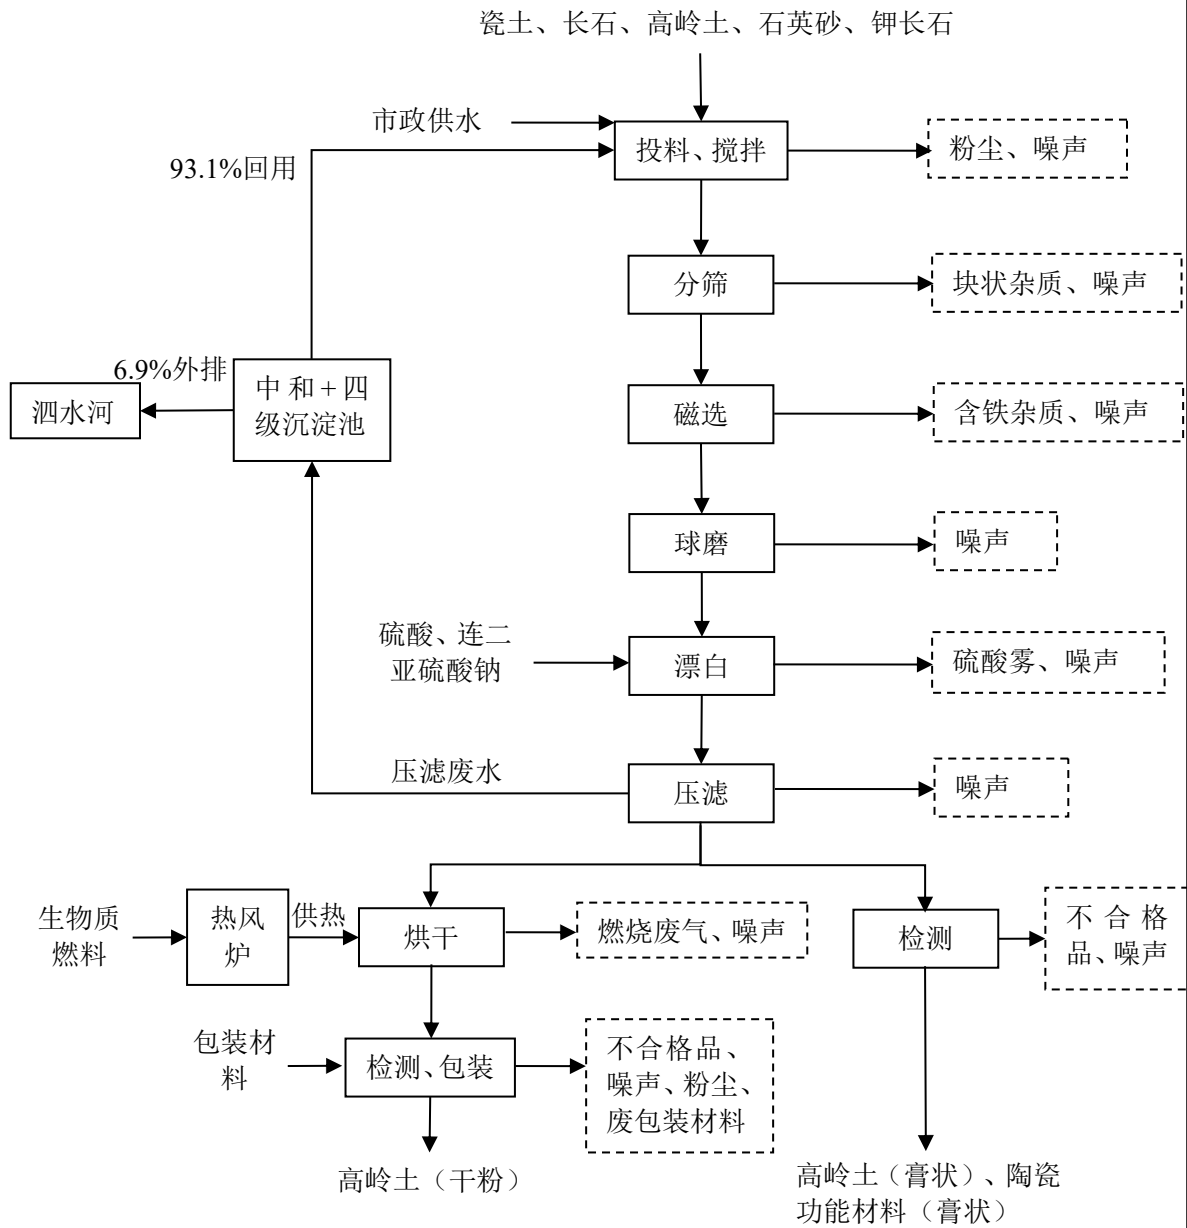 瓷土、长石、高岭土、石英砂、钾长石
市政供水
投料、搅拌
粉尘、噪声
93.1%回用
分筛
块状杂质、噪声
6.9%外排
泗水河
中和+四
级沉淀池
磁选
含铁杂质、噪声
球磨
噪声
硫酸、连二
亚硫酸钠
漂白
硫酸雾、噪声
压滤废水
压滤
噪声
生物质
燃料
热风
炉
供热
烘干
燃烧废气、噪声
检测
不合格
品、噪声
包装材
料
检测、包装
不合格品、
噪声、粉尘、
废包装材料
高岭土（干粉）
高岭土（膏状）、陶瓷
功能材料（膏状）